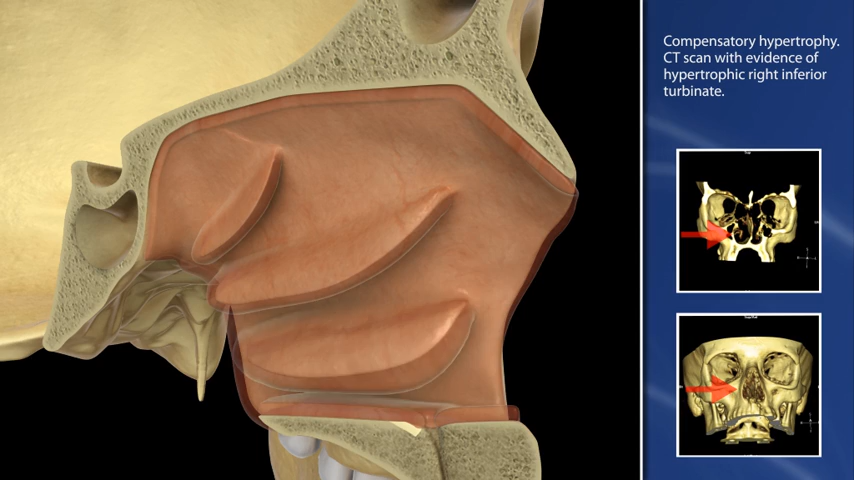 Compensatory hypertrophy.
CT scan with evidence of
hypertrophic right inferior
turbinate.